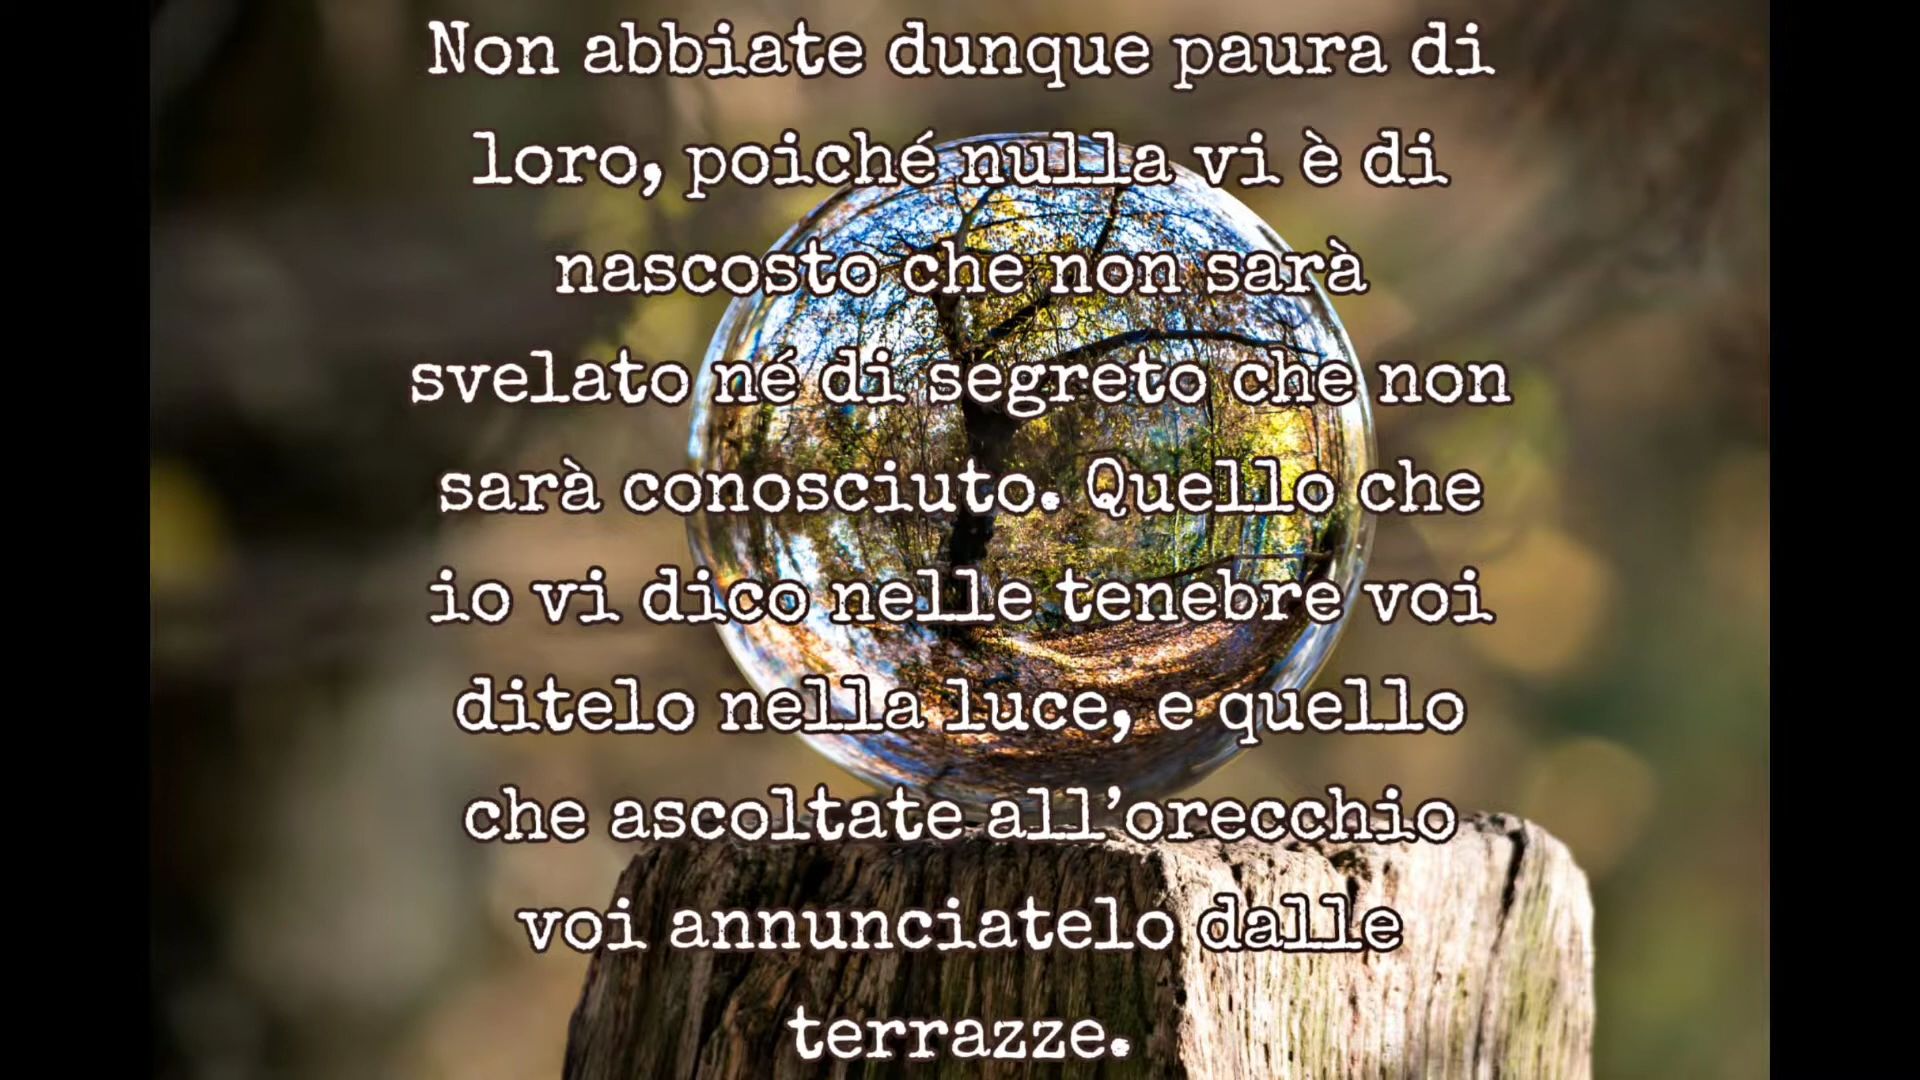 Non abbiate dunque paura di
loro, poiché nulla vi è di
nascosto che non sarà
svelato né di segreto che non
sarà conosciuto. Quello che
io vi dico nelle tenebre voi
ditelo nella luce, e quello
che ascoltate all’orecchio
voi annunciatelo dalle
terrazze.